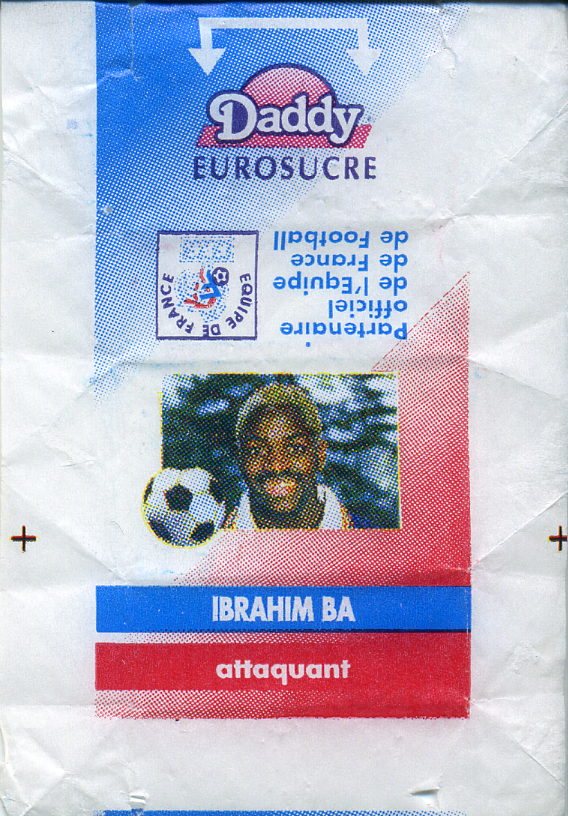 Daddy
EUROSUCRE
Partenaire
officiel
de l'Equipe
de France
de Football
EQUIPE DE FRANCE
IBRAHIM BA
attaquant